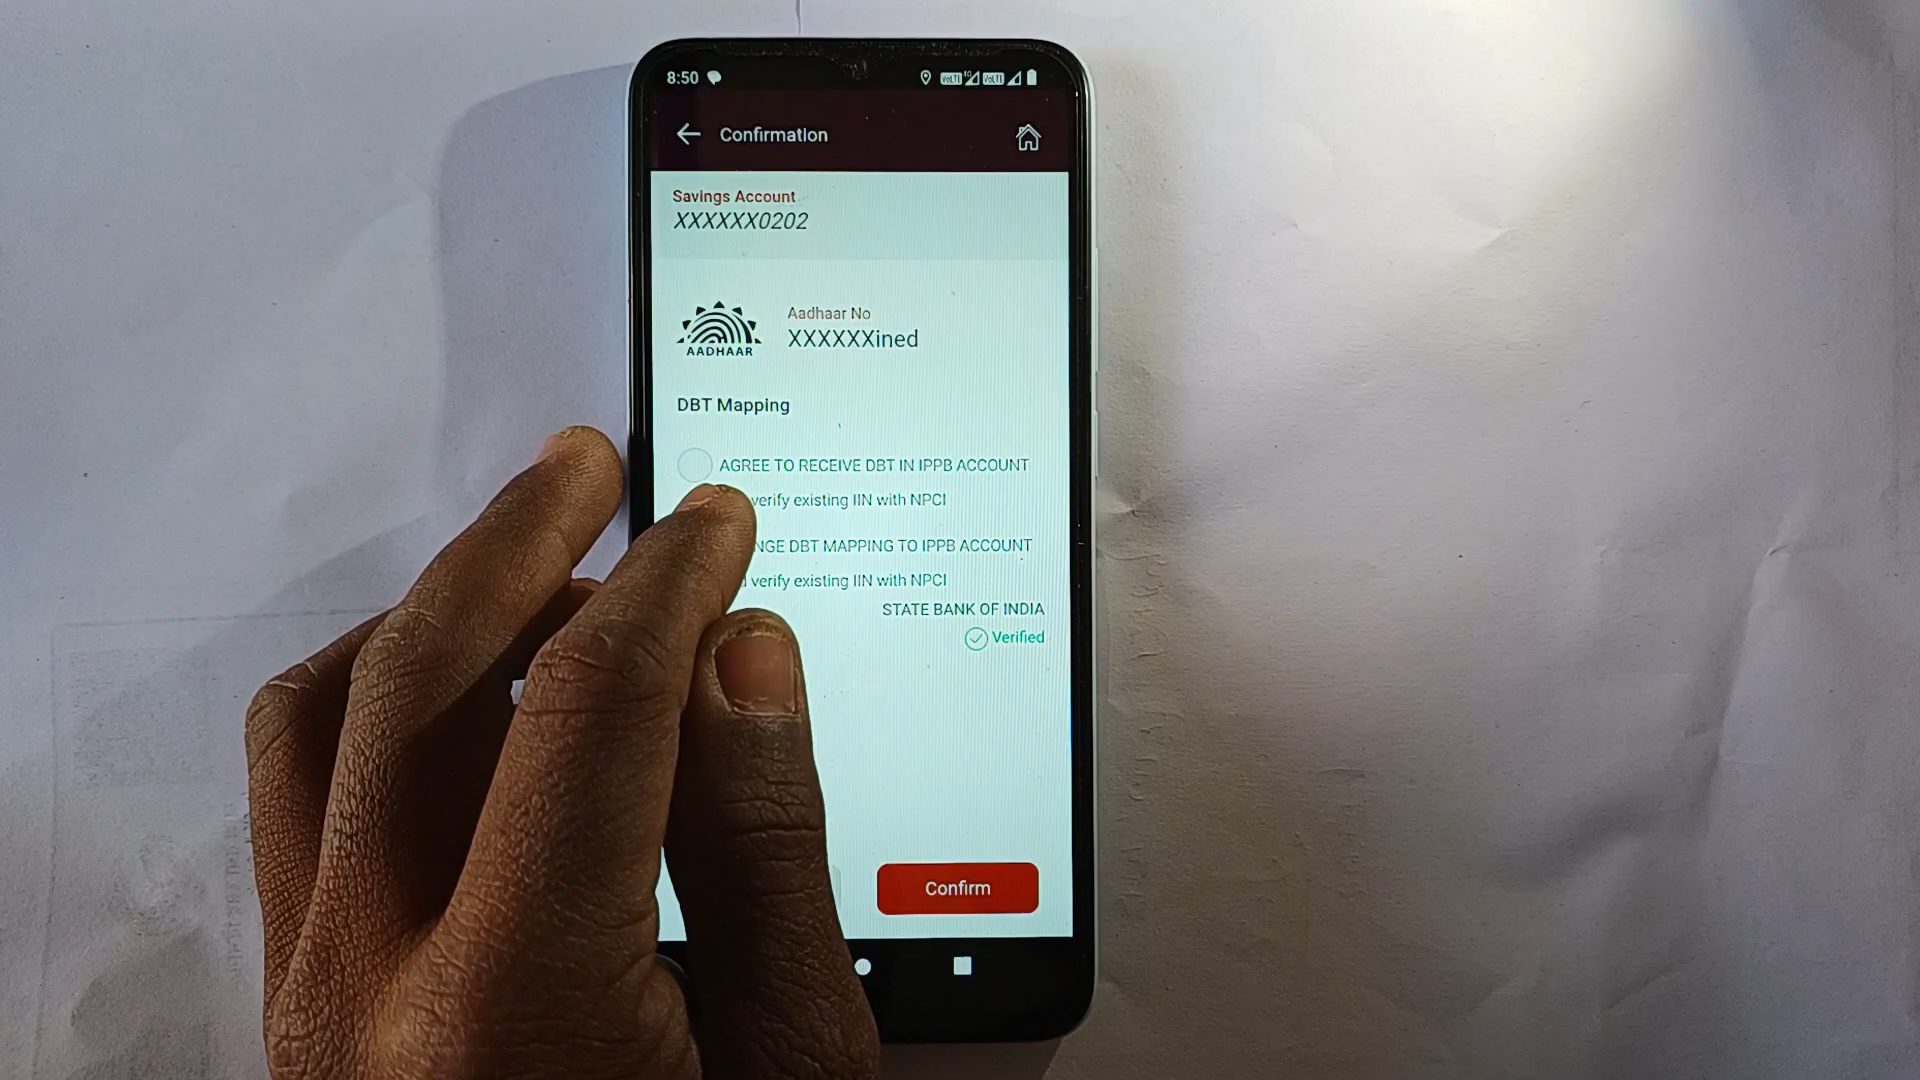 8:50
Confirmation
Savings Account
XXXXXX0202
AADHAAR
Aadhaar No
XXXXXXined
DBT Mapping
AGREE TO RECEIVE DBT IN IPPB ACCOUNT
verify existing IIN with NPCI
NGE DBT MAPPING TO IPPB ACCOUNT
verify existing IIN with NPCI
STATE BANK OF INDIA
Verified
Confirm